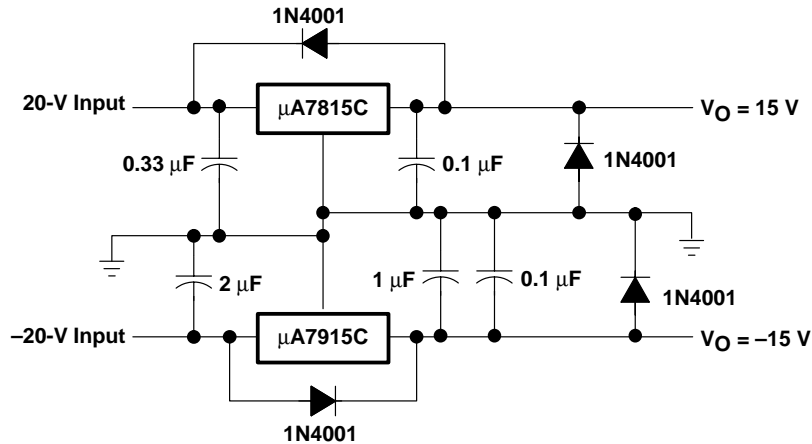 1N4001
20-V Input
μA7815C
VO = 15 V
0.33 μF
0.1 μF
1N4001
2 μF
1 μF
0.1 μF
1N4001
–20-V Input
μA7915C
VO = –15 V
1N4001